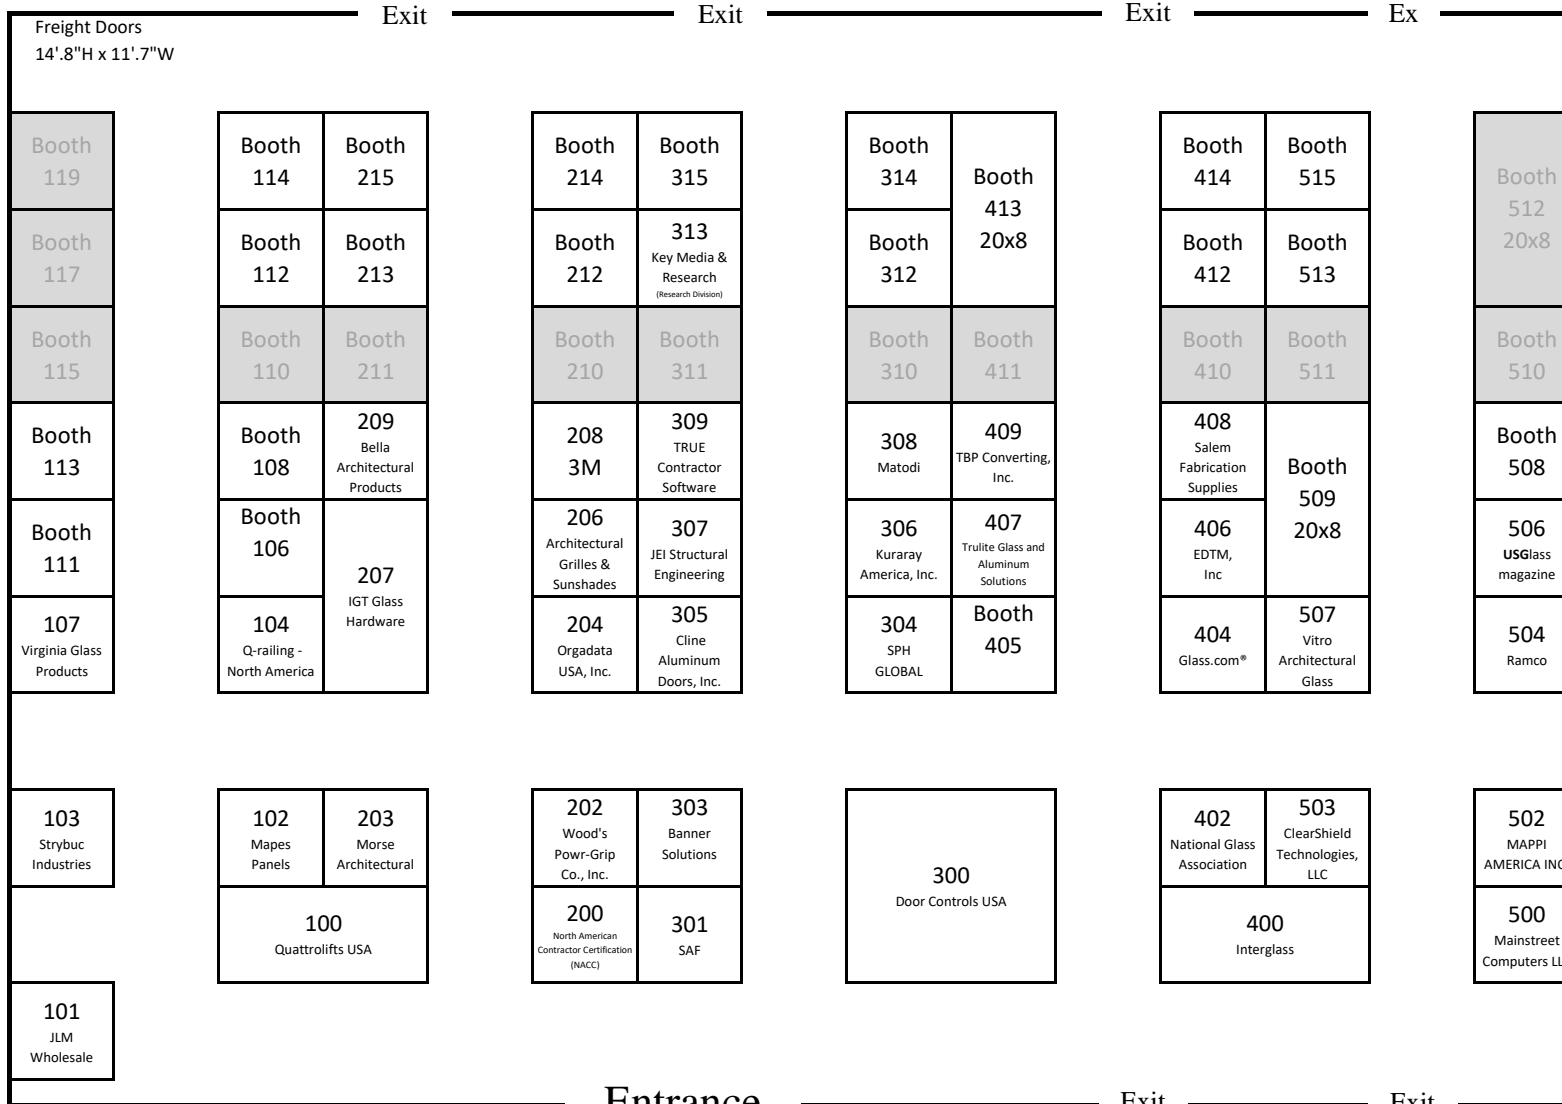 Exit
Exit
Exit
Ex
Freight Doors
14'.8"H x 11'.7"W
Booth
119
Booth
117
Booth
115
Booth
113
Booth
111
107
Virginia Glass
Products
103
Strybuc
Industries
101
JLM
Wholesale
Booth
114
Booth
215
Booth
112
Booth
213
Booth
110
Booth
211
Booth
108
209
Bella
Architectural
Products
Booth
106
207
IGT Glass
Hardware
104
Q-railing -
North America
102
Mapes
Panels
203
Morse
Architectural
100
Quattrolifts USA
Booth
214
Booth
315
Booth
212
313
Key Media &
Research
(Research Division)
Booth
210
Booth
311
208
3M
309
TRUE
Contractor
Software
206
Architectural
Grilles &
Sunshades
307
JEI Structural
Engineering
204
Orgadata
USA, Inc.
305
Cline
Aluminum
Doors, Inc.
202
Wood's
Powr-Grip
Co., Inc.
303
Banner
Solutions
200
North American
Contractor Certification
(NACC)
301
SAF
Booth
314
Booth
413
20x8
Booth
312
Booth
310
Booth
411
308
Matodi
409
TBP Converting,
Inc.
306
Kuraray
America, Inc.
407
Trulite Glass and
Aluminum
Solutions
304
SPH
GLOBAL
Booth
405
300
Door Controls USA
Booth
414
Booth
515
Booth
412
Booth
513
Booth
410
Booth
511
408
Salem
Fabrication
Supplies
Booth
509
20x8
406
EDTM,
Inc
404
Glass.com®
507
Vitro
Architectural
Glass
402
National Glass
Association
503
ClearShield
Technologies,
LLC
400
Interglass
Booth
512
20x8
Booth
510
Booth
508
506
USGlass
magazine
504
Ramco
502
MAPPI
AMERICA INC
500
Mainstreet
Computers LL
Entrance
Exit
Exit